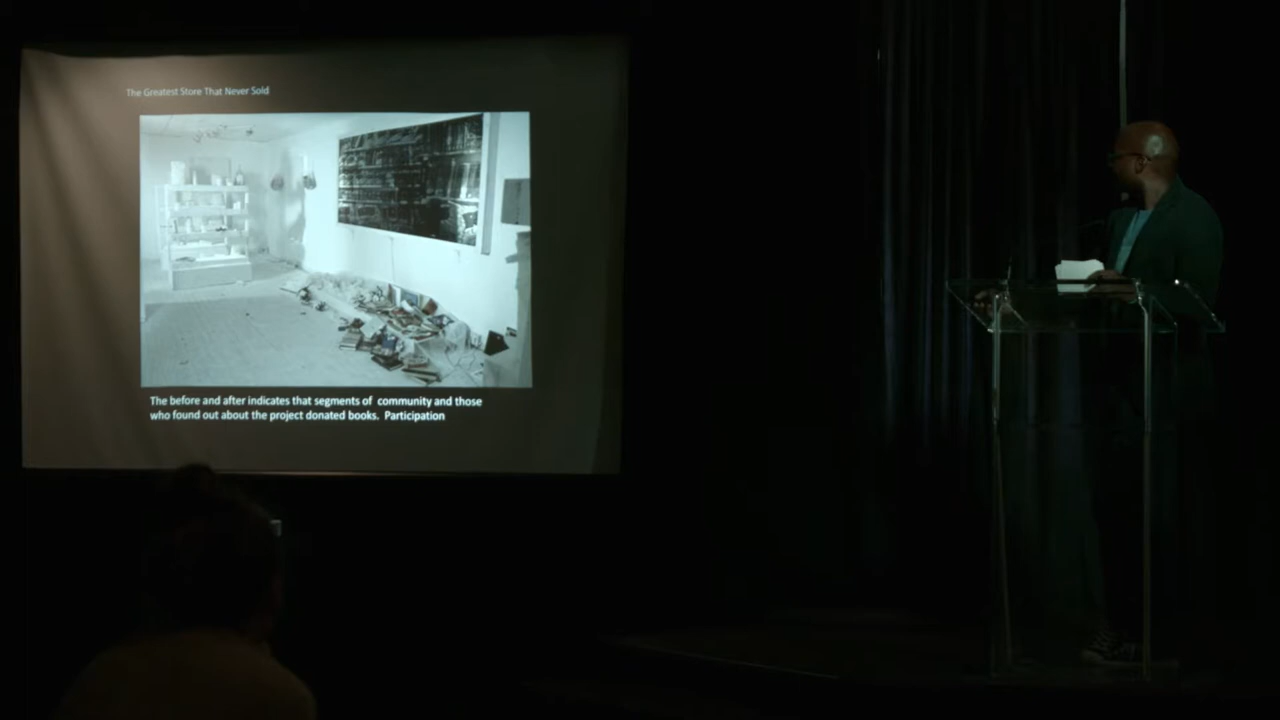 The Greatest Store That Never Sold
The before and after indicates that segments of community and those
who found out about the project donated books. Participation